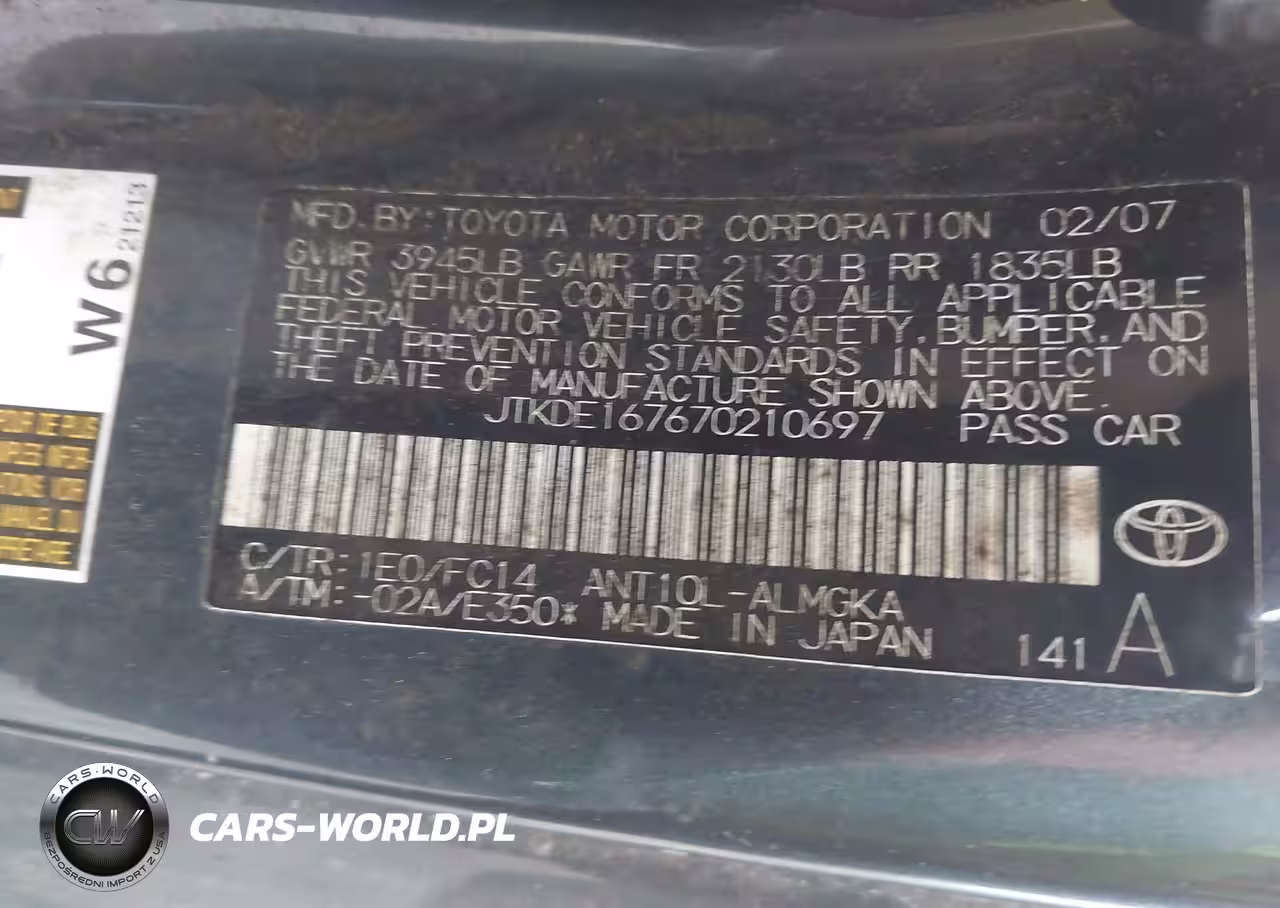 MFD. BY: TOYOTA MOTOR CORPORATION 02/07
GVWR 3945LB GAWR FR 2130LB RR 1835LB
THIS VEHICLE CONFORMS TO ALL APPLICABLE
FEDERAL MOTOR VEHICLE SAFETY, BUMPER, AND
THEFT PREVENTION STANDARDS IN EFFECT ON
THE DATE OF MANUFACTURE SHOWN ABOVE.
JTKDE167670210697 PASS CAR
C/TR: 1E0/FC14 ANT10L-ALMGKA
A/TM: -02A/E350* MADE IN JAPAN
141 A
W6
21213
CARS-WORLD
CW
BEZPOŚREDNI IMPORT Z USA
CARS-WORLD.PL